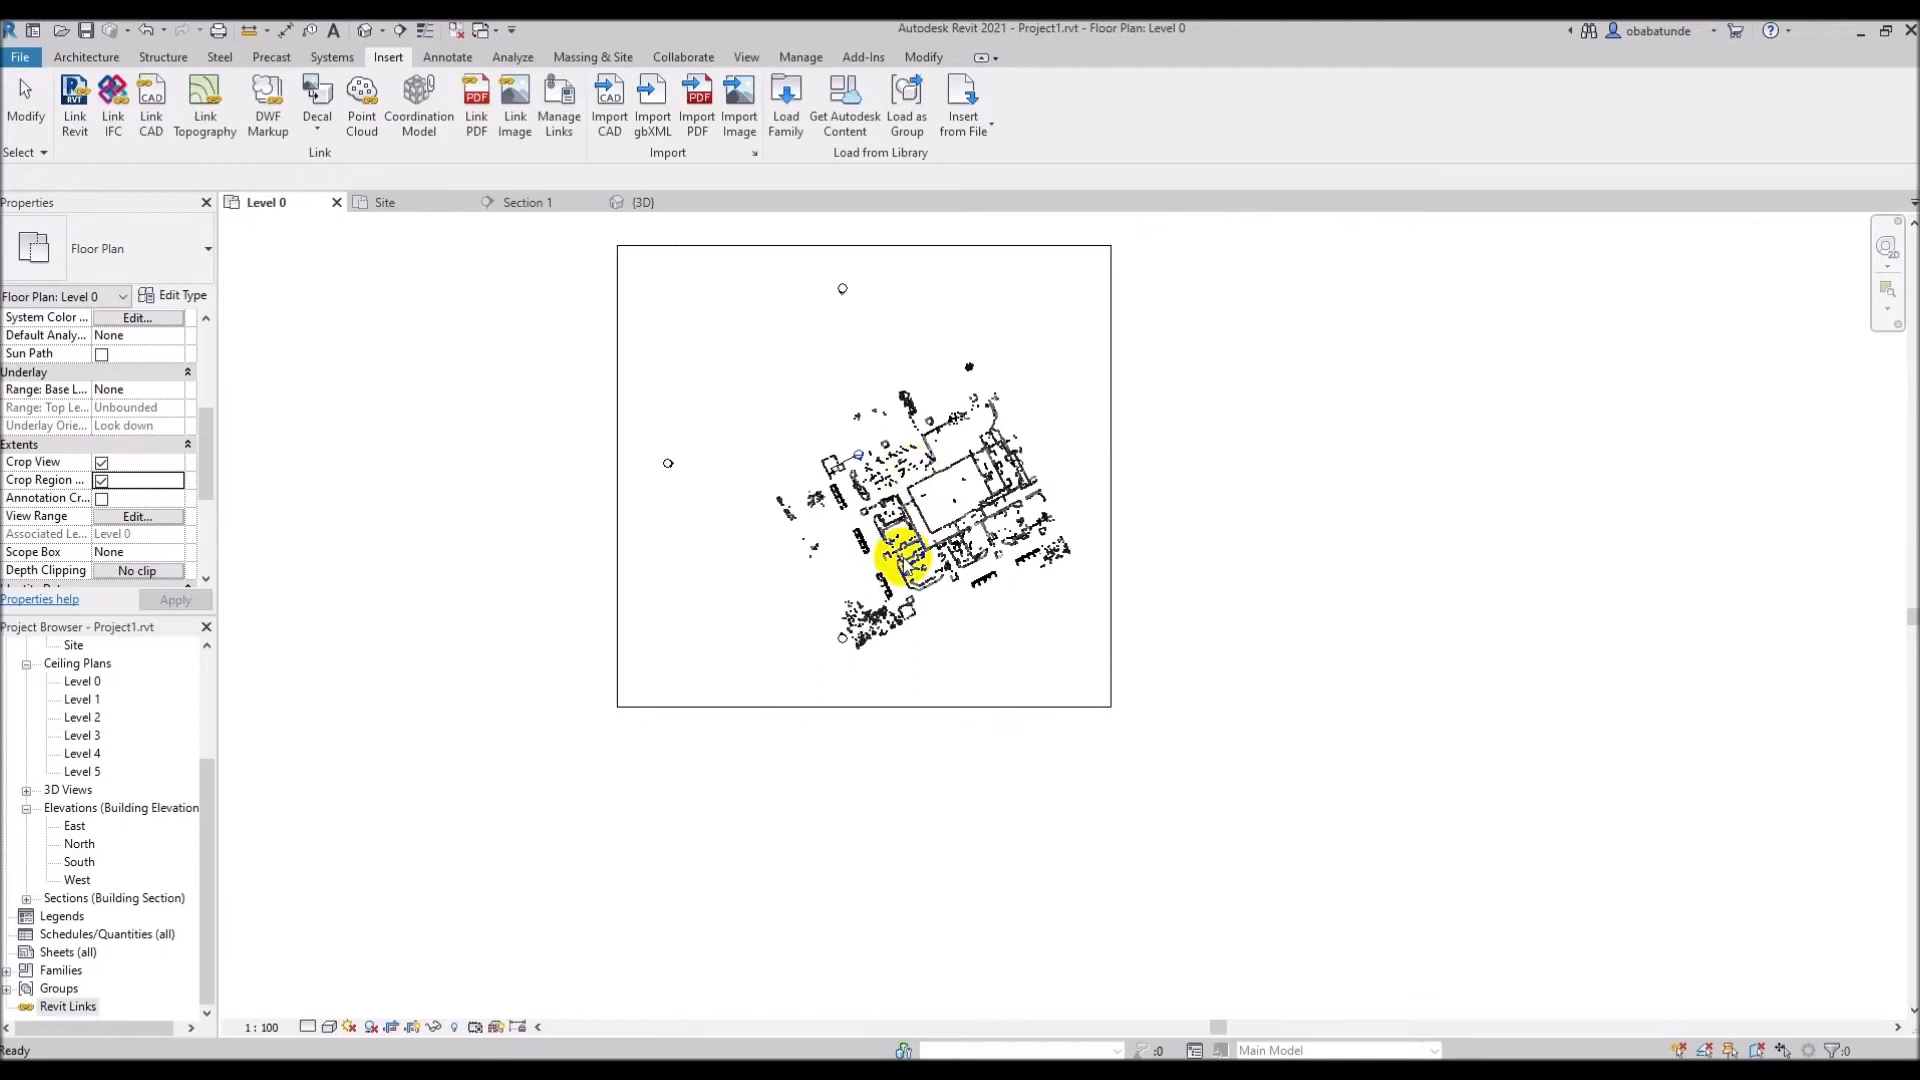 Autodesk Revit 2021 - Project1.rvt - Floor Plan: Level 0
obabatunde
File Architecture Structure Steel Precast Systems Insert Annotate Analyze Massing & Site Collaborate View Manage Add-Ins Modify
Modify
Link Revit
Link IFC
Link CAD
Link Topography
DWF Markup
Decal
Point Cloud
Coordination Model
Link PDF
Link Image
Manage Links
Import CAD
Import gbXML
Import PDF
Import Image
Load Family
Get Autodesk Content
Load as Group
Insert from File
Select
Link
Import
Load from Library
Properties
Level 0
Site
Section 1
{3D}
Floor Plan
Floor Plan: Level 0
Edit Type
System Color ... Edit...
Default Analy... None
Sun Path
Underlay
Range: Base L... None
Range: Top Le... Unbounded
Underlay Orie... Look down
Extents
Crop View
Crop Region ...
Annotation Cr...
View Range Edit...
Associated Le... Level 0
Scope Box None
Depth Clipping No clip
Properties help
Apply
Project Browser - Project1.rvt
Site
Ceiling Plans
Level 0
Level 1
Level 2
Level 3
Level 4
Level 5
3D Views
Elevations (Building Elevation
East
North
South
West
Sections (Building Section)
Legends
Schedules/Quantities (all)
Sheets (all)
Families
Groups
Revit Links
1 : 100
Ready
:0
Main Model
:0
2D